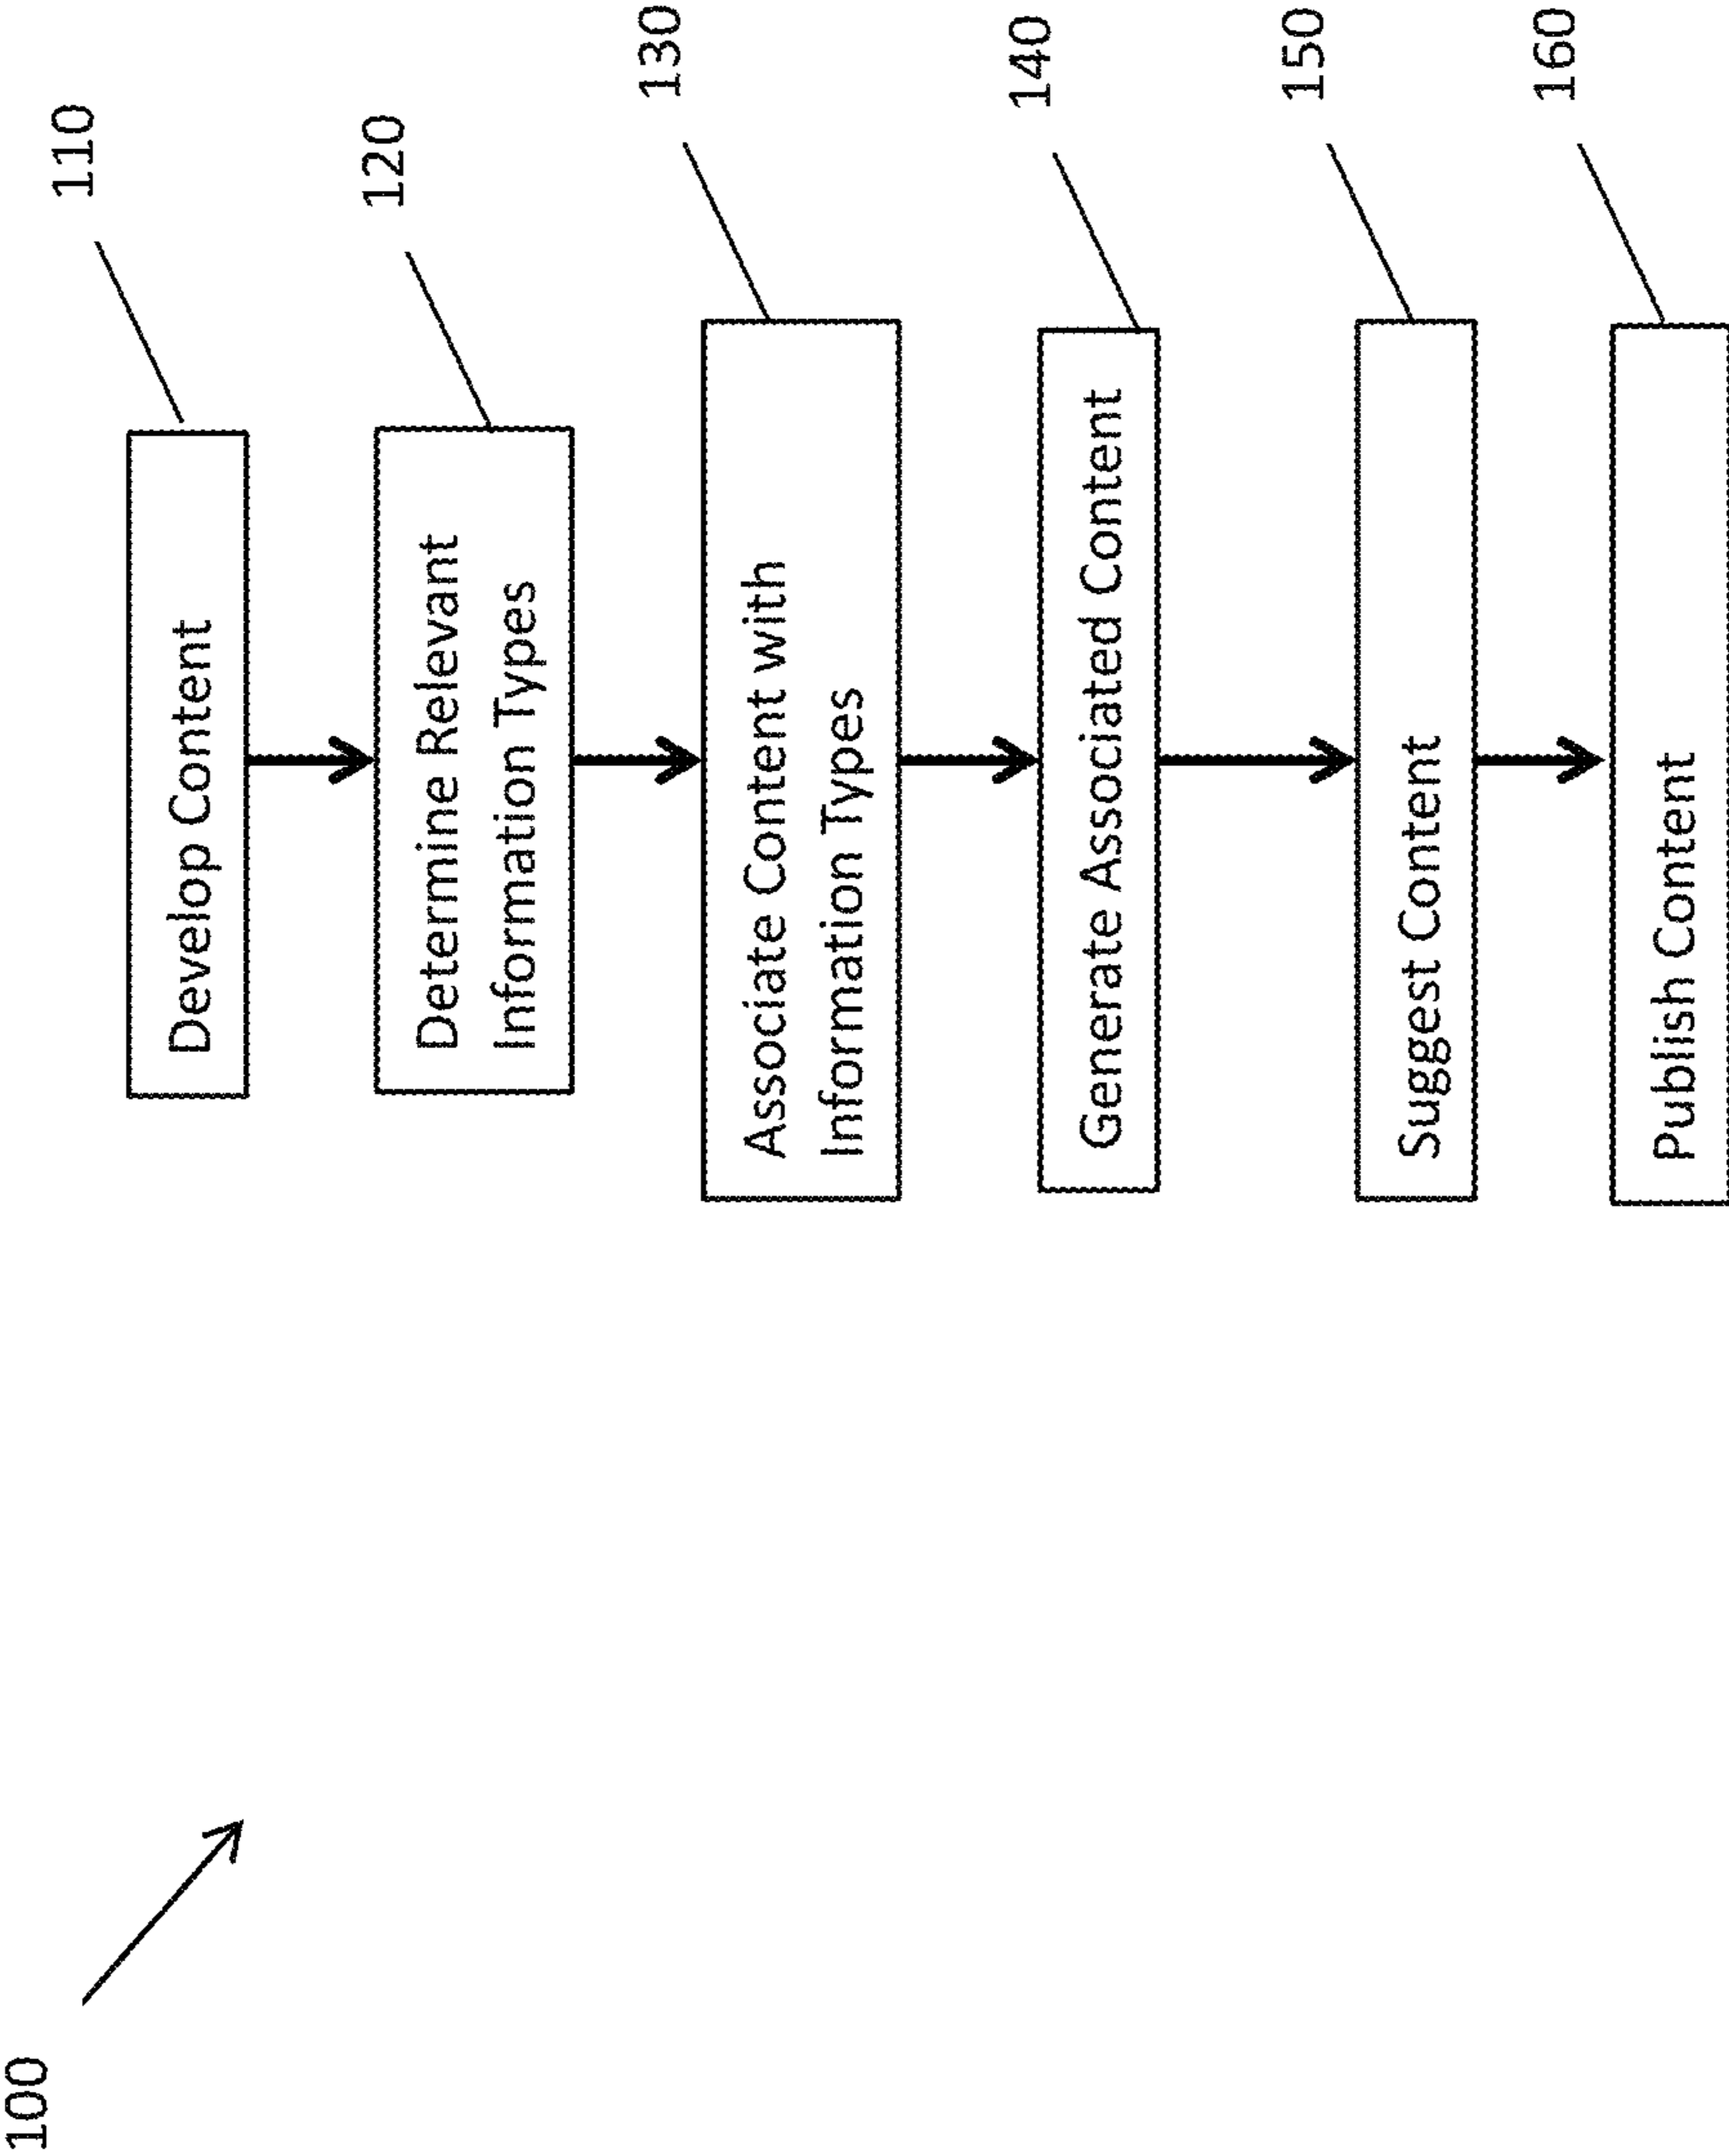 100
Develop Content
110
Determine Relevant
Information Types
120
Associate Content with
Information Types
130
Generate Associated Content
140
Suggest Content
150
Publish Content
160